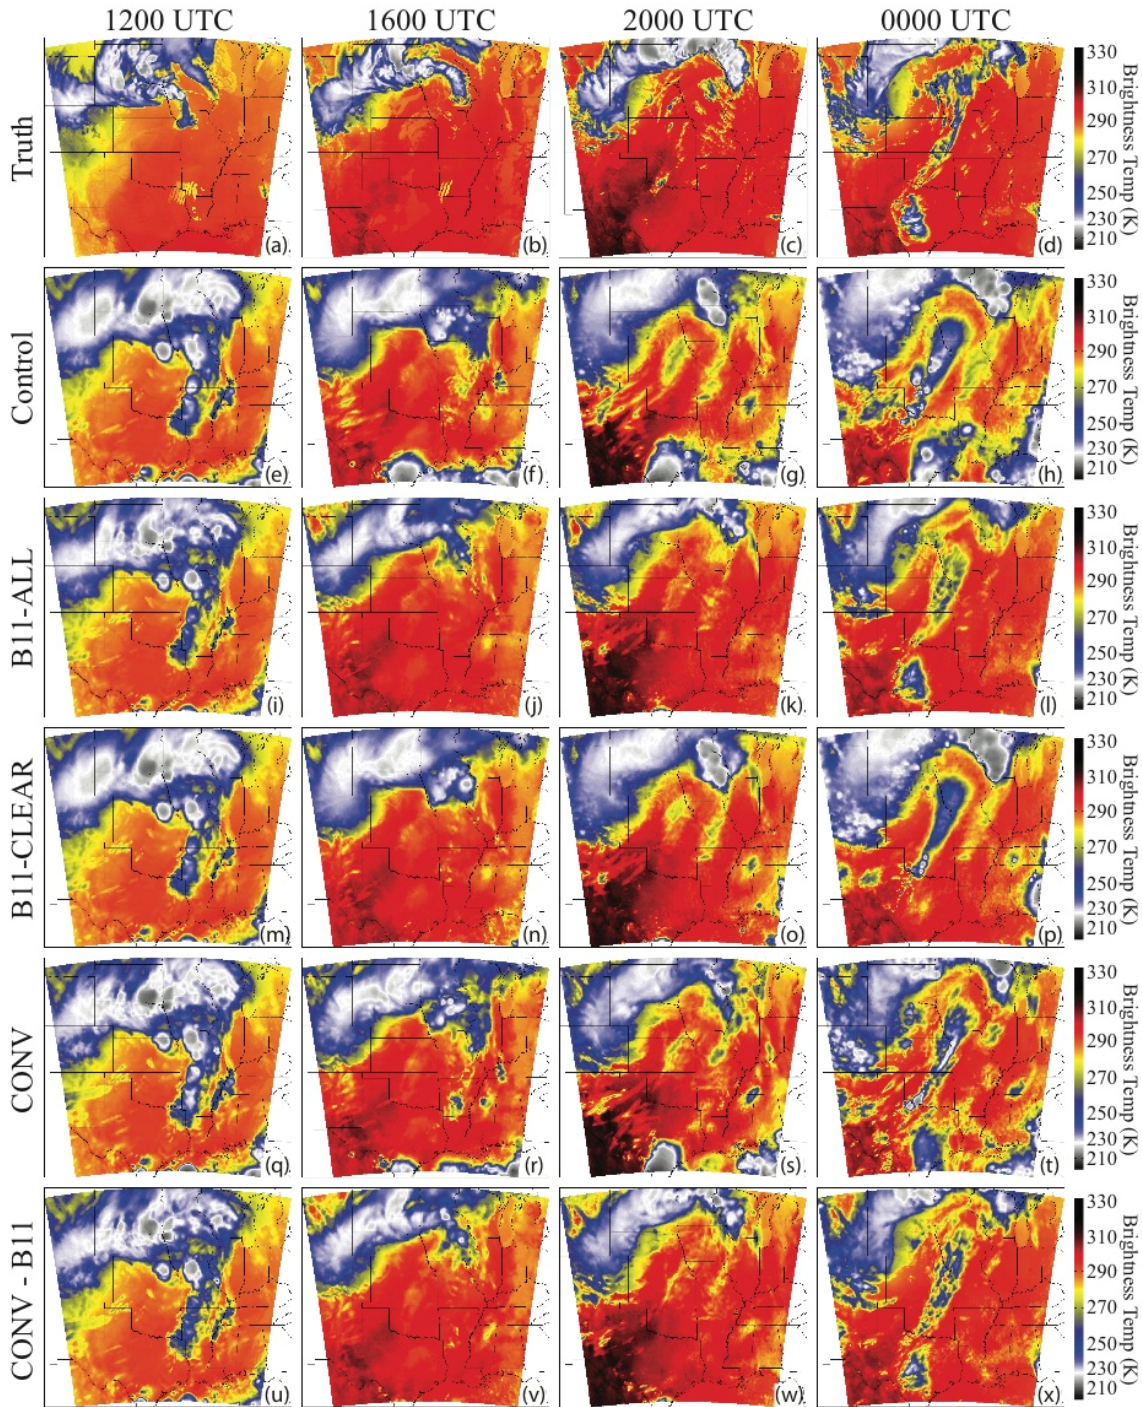 1200 UTC 1600 UTC 2000 UTC 0000 UTC
Truth
(a) (b) (c) (d)
330
310
290
270
250
230
210
Brightness Temp (K)
Control
(e) (f) (g) (h)
330
310
290
270
250
230
210
Brightness Temp (K)
B11-ALL
(i) (j) (k) (l)
330
310
290
270
250
230
210
Brightness Temp (K)
B11-CLEAR
(m) (n) (o) (p)
330
310
290
270
250
230
210
Brightness Temp (K)
CONV
(q) (r) (s) (t)
330
310
290
270
250
230
210
Brightness Temp (K)
CONV - B11
(u) (v) (w) (x)
330
310
290
270
250
230
210
Brightness Temp (K)